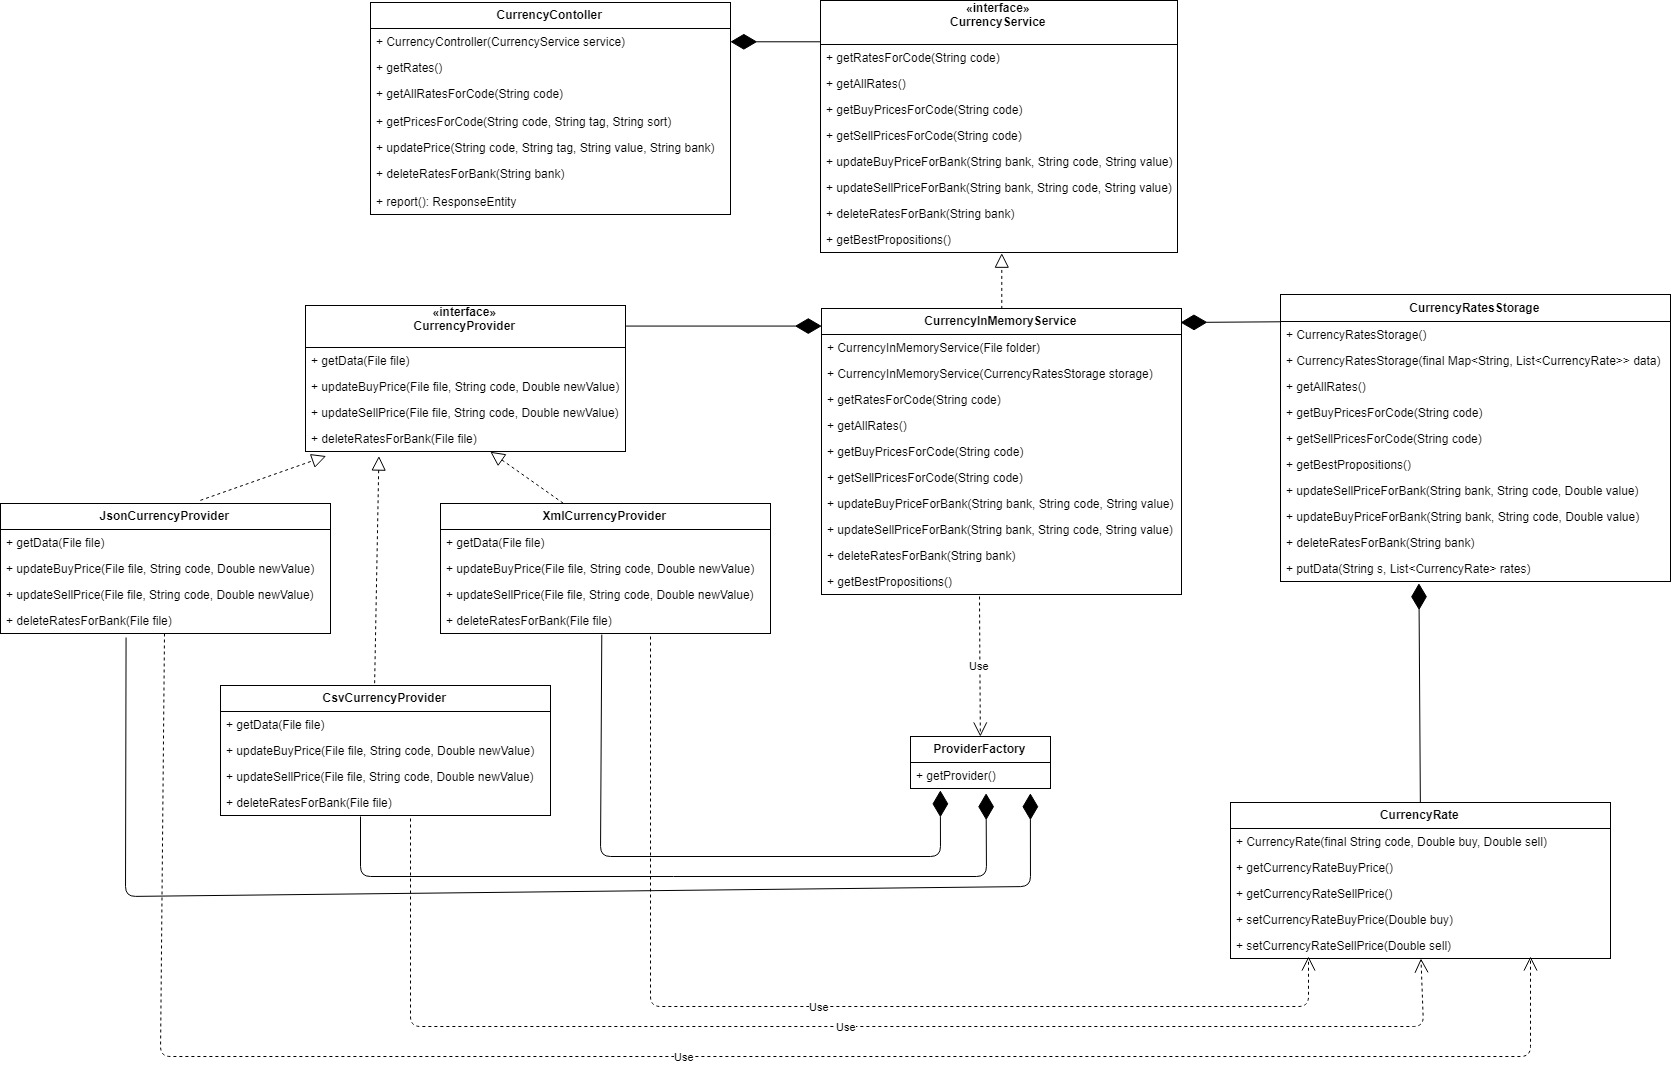 CurrencyContoller
+ CurrencyController(CurrencyService service)
+ getRates()
+ getAllRatesForCode(String code)
+ getPricesForCode(String code, String tag, String sort)
+ updatePrice(String code, String tag, String value, String bank)
+ deleteRatesForBank(String bank)
+ report(): ResponseEntity
«interface»
CurrencyService
+ getRatesForCode(String code)
+ getAllRates()
+ getBuyPricesForCode(String code)
+ getSellPricesForCode(String code)
+ updateBuyPriceForBank(String bank, String code, String value)
+ updateSellPriceForBank(String bank, String code, String value)
+ deleteRatesForBank(String bank)
+ getBestPropositions()
«interface»
CurrencyProvider
+ getData(File file)
+ updateBuyPrice(File file, String code, Double newValue)
+ updateSellPrice(File file, String code, Double newValue)
+ deleteRatesForBank(File file)
CurrencyInMemoryService
+ CurrencyInMemoryService(File folder)
+ CurrencyInMemoryService(CurrencyRatesStorage storage)
+ getRatesForCode(String code)
+ getAllRates()
+ getBuyPricesForCode(String code)
+ getSellPricesForCode(String code)
+ updateBuyPriceForBank(String bank, String code, String value)
+ updateSellPriceForBank(String bank, String code, String value)
+ deleteRatesForBank(String bank)
+ getBestPropositions()
CurrencyRatesStorage
+ CurrencyRatesStorage()
+ CurrencyRatesStorage(final Map<String, List<CurrencyRate>> data)
+ getAllRates()
+ getBuyPricesForCode(String code)
+ getSellPricesForCode(String code)
+ getBestPropositions()
+ updateSellPriceForBank(String bank, String code, Double value)
+ updateBuyPriceForBank(String bank, String code, Double value)
+ deleteRatesForBank(String bank)
+ putData(String s, List<CurrencyRate> rates)
JsonCurrencyProvider
+ getData(File file)
+ updateBuyPrice(File file, String code, Double newValue)
+ updateSellPrice(File file, String code, Double newValue)
+ deleteRatesForBank(File file)
XmlCurrencyProvider
+ getData(File file)
+ updateBuyPrice(File file, String code, Double newValue)
+ updateSellPrice(File file, String code, Double newValue)
+ deleteRatesForBank(File file)
Use
CsvCurrencyProvider
+ getData(File file)
+ updateBuyPrice(File file, String code, Double newValue)
+ updateSellPrice(File file, String code, Double newValue)
+ deleteRatesForBank(File file)
ProviderFactory
+ getProvider()
CurrencyRate
+ CurrencyRate(final String code, Double buy, Double sell)
+ getCurrencyRateBuyPrice()
+ getCurrencyRateSellPrice()
+ setCurrencyRateBuyPrice(Double buy)
+ setCurrencyRateSellPrice(Double sell)
Use
Use
Use